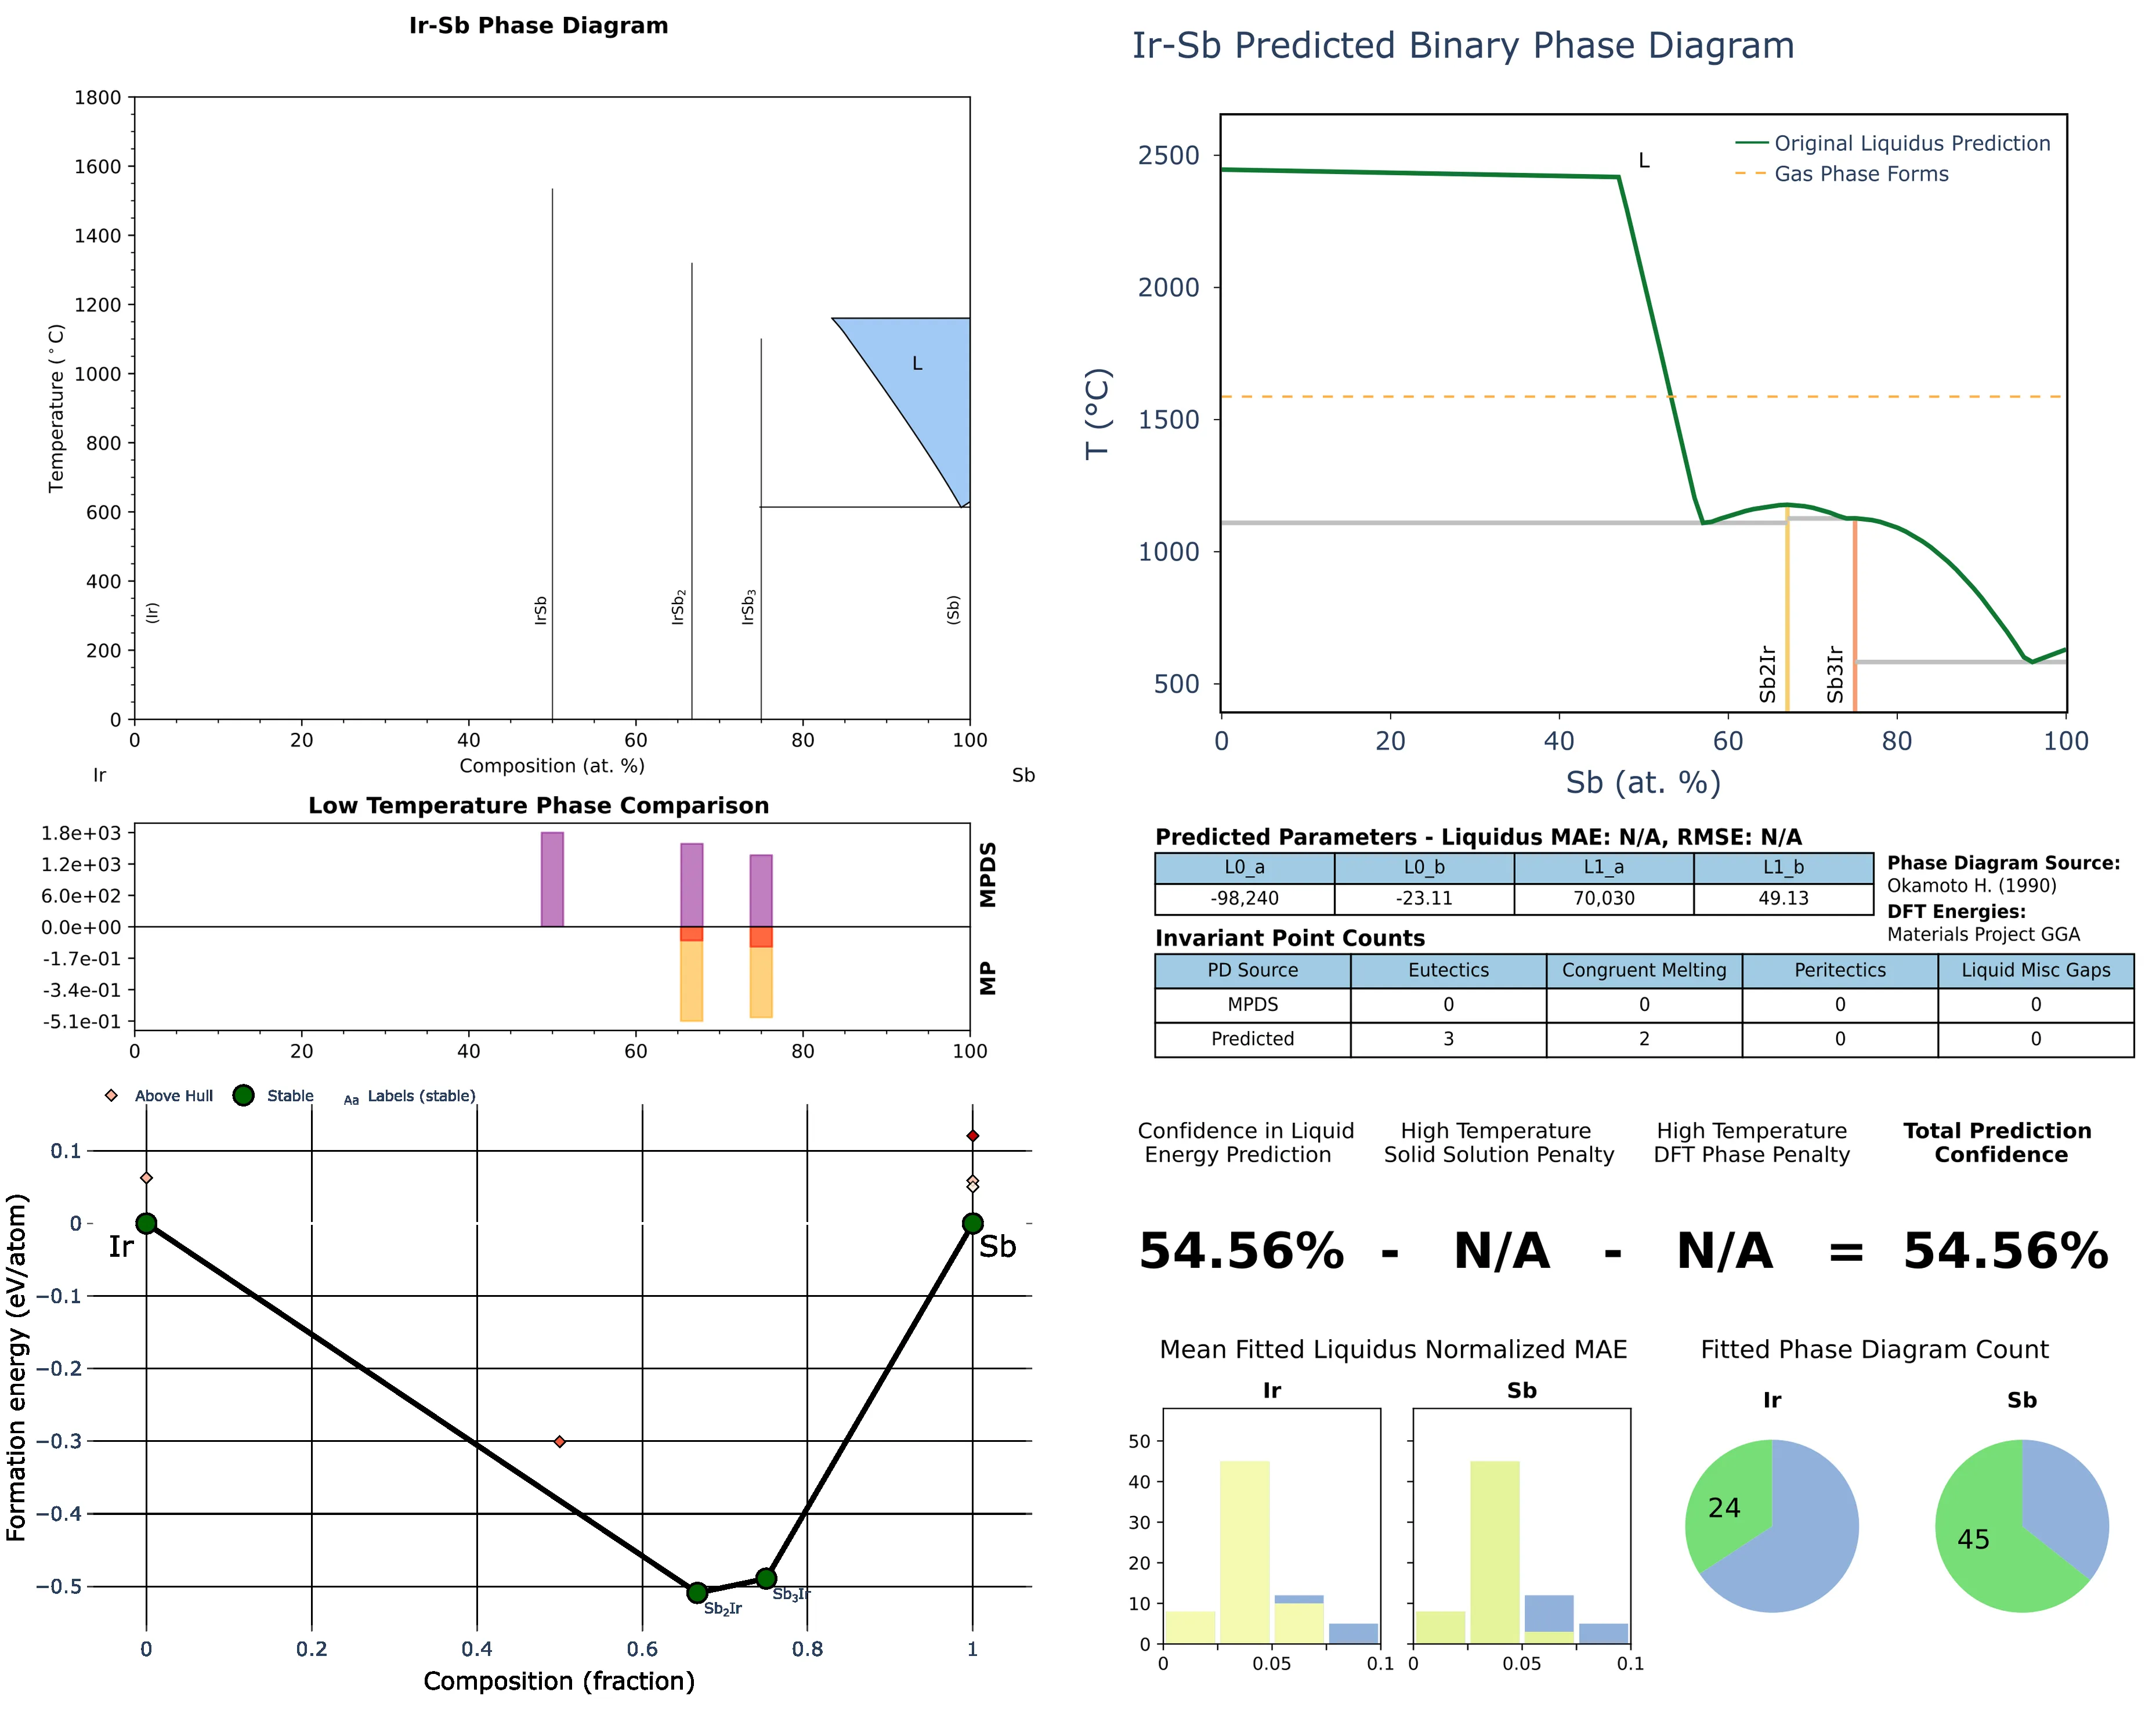 Ir-Sb Phase Diagram
1800
1600
1400
1200
1000
800
600
400
200
0
Temperature (°C)
L
(Ir)
IrSb
IrSb2
IrSb3
(Sb)
0 20 40 60 80 100
Composition (at. %)
Ir Sb
Low Temperature Phase Comparison
1.8e+03
1.2e+03
6.0e+02
0.0e+00
-1.7e-01
-3.4e-01
-5.1e-01
MPDS
MP
0 20 40 60 80 100
Above Hull Stable Aa Labels (stable)
0.1
0
−0.1
−0.2
−0.3
−0.4
−0.5
Formation energy (eV/atom)
Ir
Sb
Sb2Ir
Sb3Ir
0 0.2 0.4 0.6 0.8 1
Composition (fraction)
Ir-Sb Predicted Binary Phase Diagram
Original Liquidus Prediction
Gas Phase Forms
L
2500
2000
1500
1000
500
T (°C)
Sb2Ir
Sb3Ir
0 20 40 60 80 100
Sb (at. %)
Predicted Parameters - Liquidus MAE: N/A, RMSE: N/A
L0_a L0_b L1_a L1_b
-98,240 -23.11 70,030 49.13
Phase Diagram Source:
Okamoto H. (1990)
DFT Energies:
Materials Project GGA
Invariant Point Counts
PD Source Eutectics Congruent Melting Peritectics Liquid Misc Gaps
MPDS 0 0 0 0
Predicted 3 2 0 0
Confidence in Liquid
Energy Prediction
High Temperature
Solid Solution Penalty
High Temperature
DFT Phase Penalty
Total Prediction
Confidence
54.56% - N/A - N/A = 54.56%
Mean Fitted Liquidus Normalized MAE
Ir Sb
50
40
30
20
10
0
0 0.05 0.1 0 0.05 0.1
Fitted Phase Diagram Count
Ir Sb
24 45